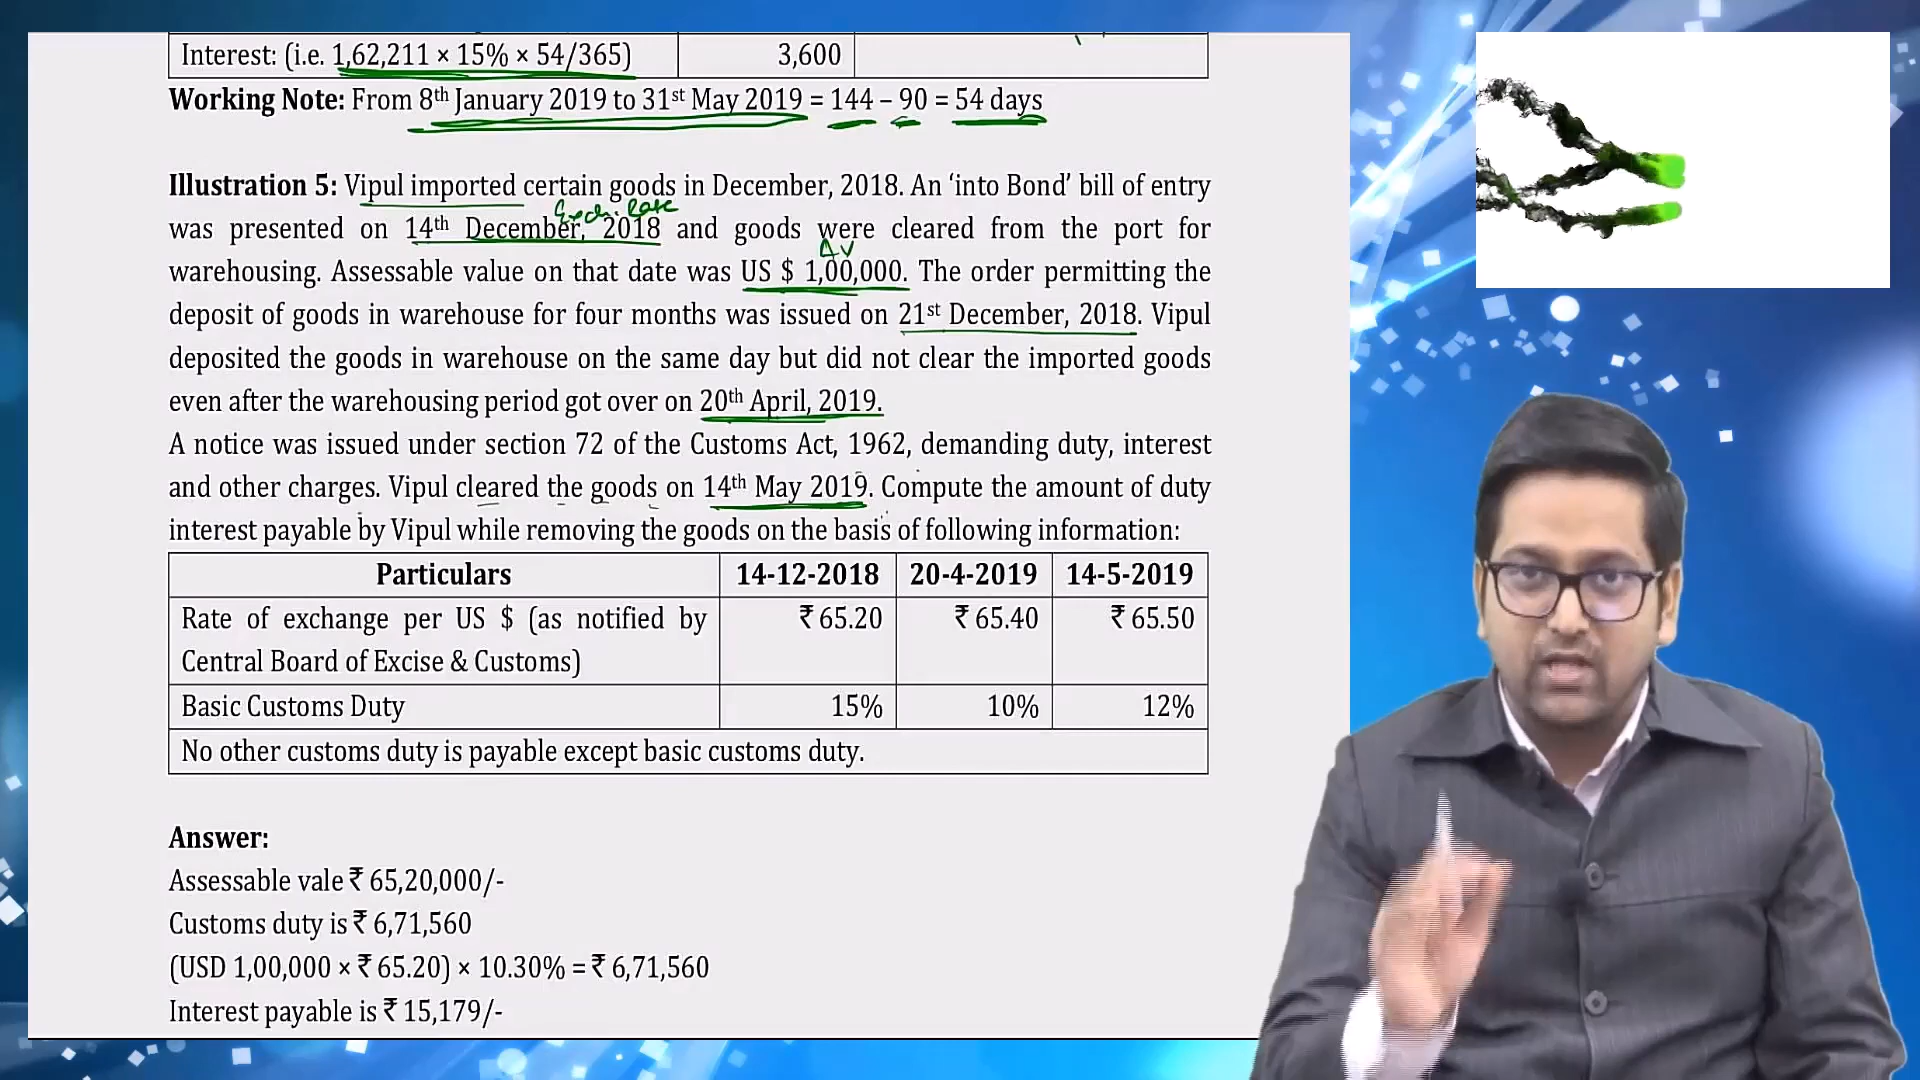 Interest: (i.e. 1,62,211 × 15% × 54/365) 3,600
Working Note: From 8th January 2019 to 31st May 2019 = 144 – 90 = 54 days
Illustration 5: Vipul imported certain goods in December, 2018. An ‘into Bond’ bill of entry
Exch. Rate
was presented on 14th December, 2018 and goods were cleared from the port for
AV
warehousing. Assessable value on that date was US $ 1,00,000. The order permitting the
deposit of goods in warehouse for four months was issued on 21st December, 2018. Vipul
deposited the goods in warehouse on the same day but did not clear the imported goods
even after the warehousing period got over on 20th April, 2019.
A notice was issued under section 72 of the Customs Act, 1962, demanding duty, interest
and other charges. Vipul cleared the goods on 14th May 2019. Compute the amount of duty
interest payable by Vipul while removing the goods on the basis of following information:
Particulars 14-12-2018 20-4-2019 14-5-2019
Rate of exchange per US $ (as notified by ₹ 65.20 ₹ 65.40 ₹ 65.50
Central Board of Excise & Customs)
Basic Customs Duty 15% 10% 12%
No other customs duty is payable except basic customs duty.
Answer:
Assessable vale ₹ 65,20,000/-
Customs duty is ₹ 6,71,560
(USD 1,00,000 × ₹ 65.20) × 10.30% = ₹ 6,71,560
Interest payable is ₹ 15,179/-